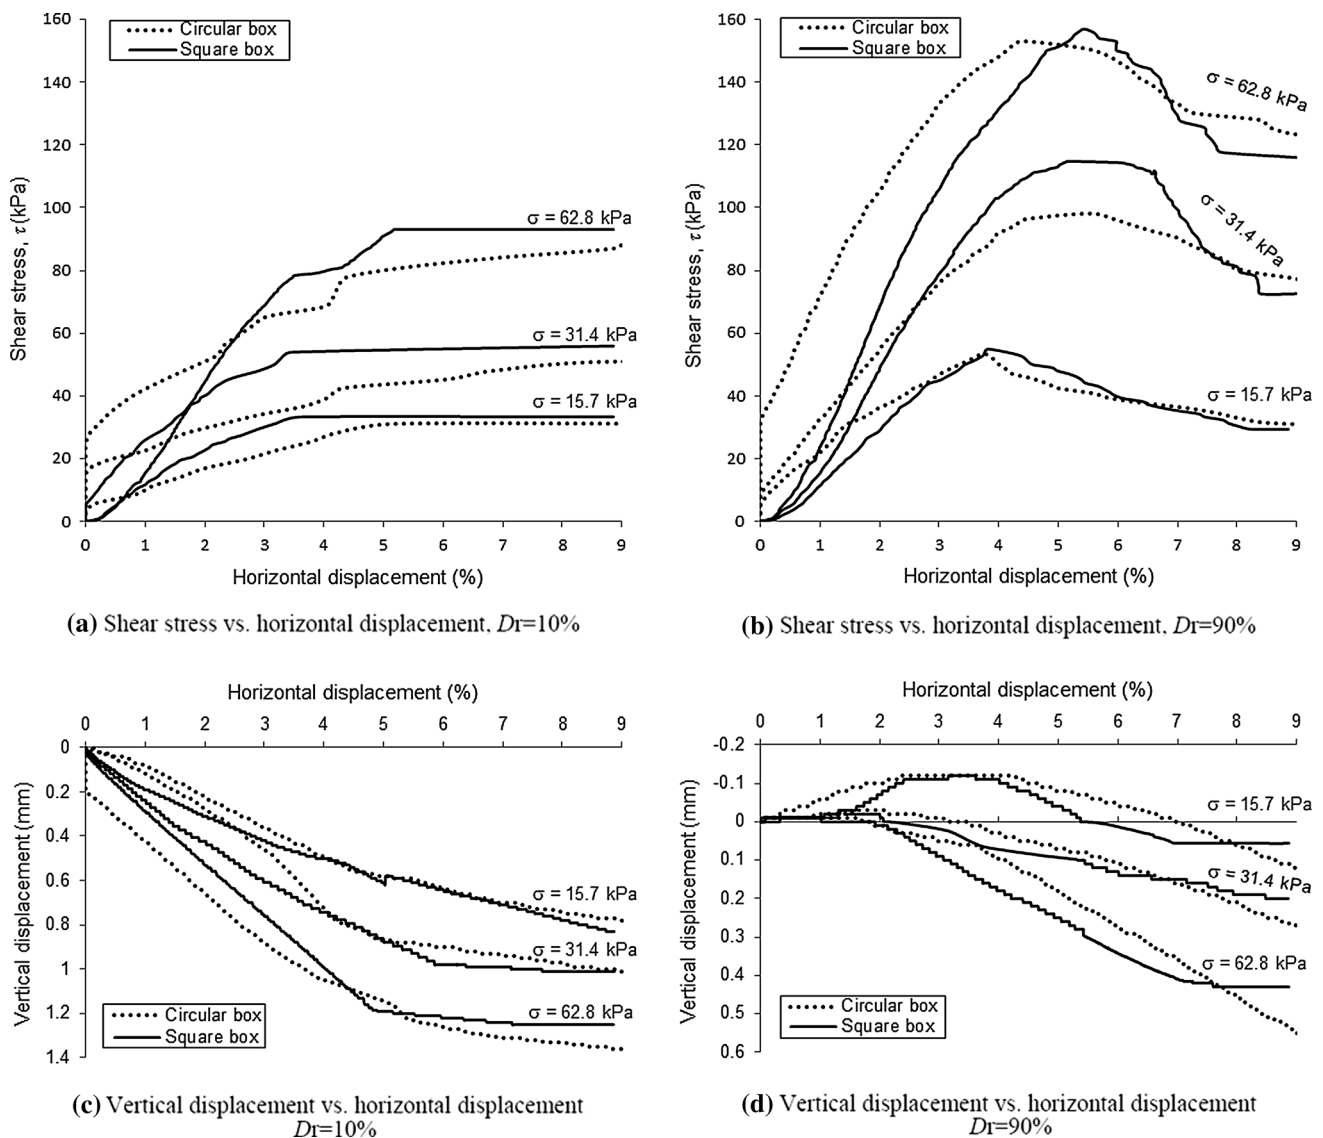 Circular box
Square box
Shear stress, τ(kPa)
160
140
120
100
80
60
40
20
0
σ = 62.8 kPa
σ = 31.4 kPa
σ = 15.7 kPa
0 1 2 3 4 5 6 7 8 9
Horizontal displacement (%)
(a) Shear stress vs. horizontal displacement, Dr=10%
Circular box
Square box
Shear stress, τ(kPa)
160
140
120
100
80
60
40
20
0
σ = 62.8 kPa
σ = 31.4 kPa
σ = 15.7 kPa
0 1 2 3 4 5 6 7 8 9
Horizontal displacement (%)
(b) Shear stress vs. horizontal displacement, Dr=90%
Horizontal displacement (%)
0 1 2 3 4 5 6 7 8 9
Vertical displacement (mm)
0
0.2
0.4
0.6
0.8
1
1.2
1.4
σ = 15.7 kPa
σ = 31.4 kPa
σ = 62.8 kPa
Circular box
Square box
(c) Vertical displacement vs. horizontal displacement
Dr=10%
Horizontal displacement (%)
0 1 2 3 4 5 6 7 8 9
Vertical displacement (mm)
-0.2
-0.1
0
0.1
0.2
0.3
0.4
0.5
0.6
σ = 15.7 kPa
σ = 31.4 kPa
σ = 62.8 kPa
Circular box
Square box
(d) Vertical displacement vs. horizontal displacement
Dr=90%